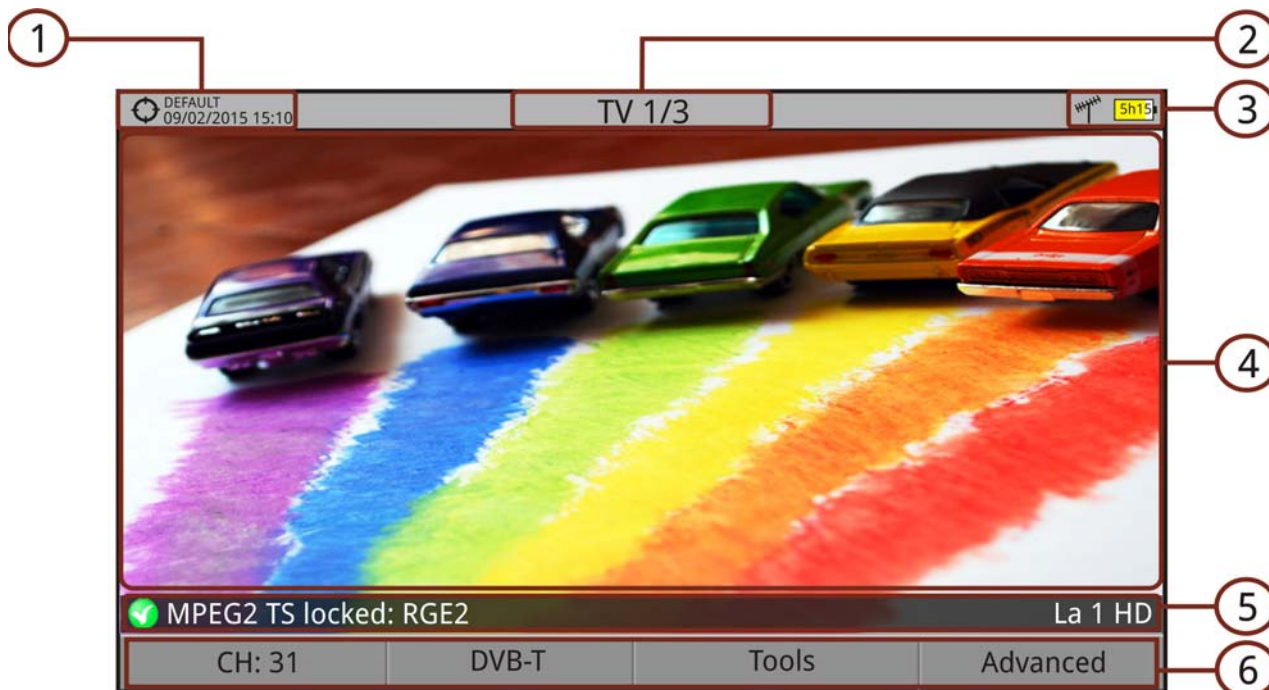 1
2
DEFAULT
09/02/2015 15:10
TV 1/3
5h15
3
4
MPEG2 TS locked: RGE2 La 1 HD
5
CH: 31 DVB-T Tools Advanced
6